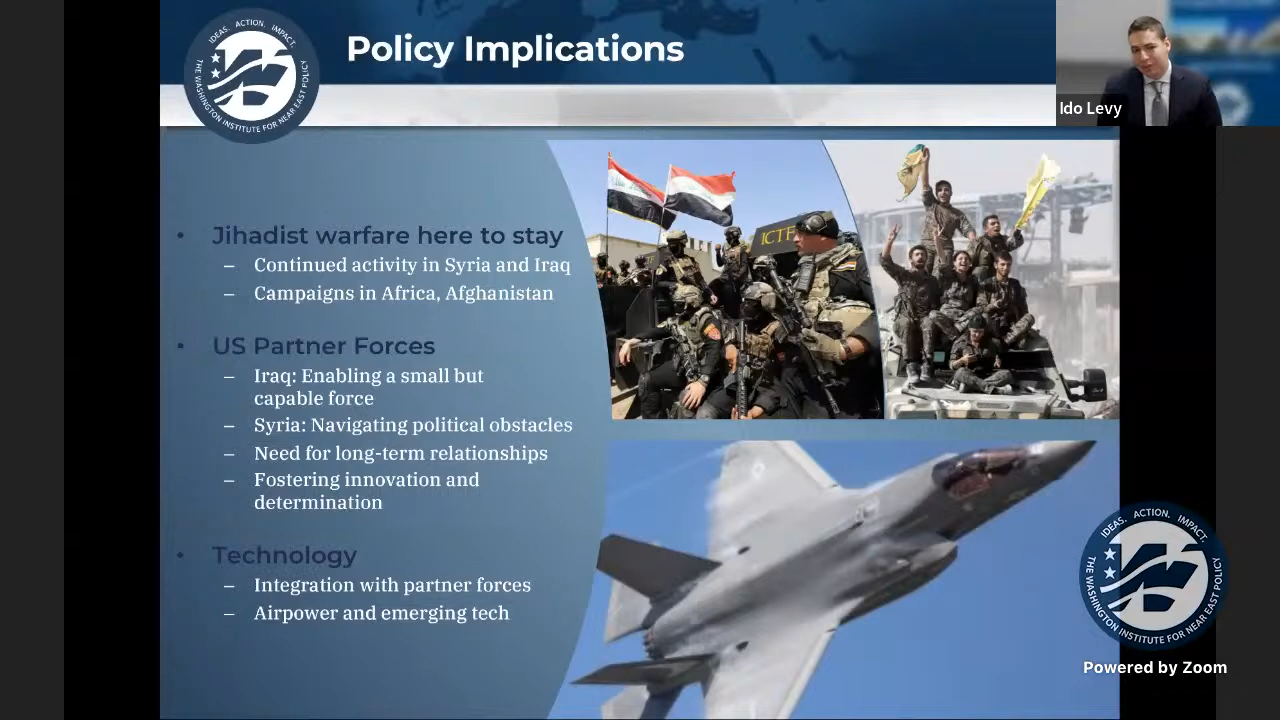 Policy Implications
IDEAS. ACTION. IMPACT.
THE WASHINGTON INSTITUTE FOR NEAR EAST POLICY
Ido Levy
• Jihadist warfare here to stay
– Continued activity in Syria and Iraq
– Campaigns in Africa, Afghanistan
• US Partner Forces
– Iraq: Enabling a small but
capable force
– Syria: Navigating political obstacles
– Need for long-term relationships
– Fostering innovation and
determination
• Technology
– Integration with partner forces
– Airpower and emerging tech
ICTF
IDEAS. ACTION. IMPACT.
THE WASHINGTON INSTITUTE FOR NEAR EAST POLICY
Powered by Zoom